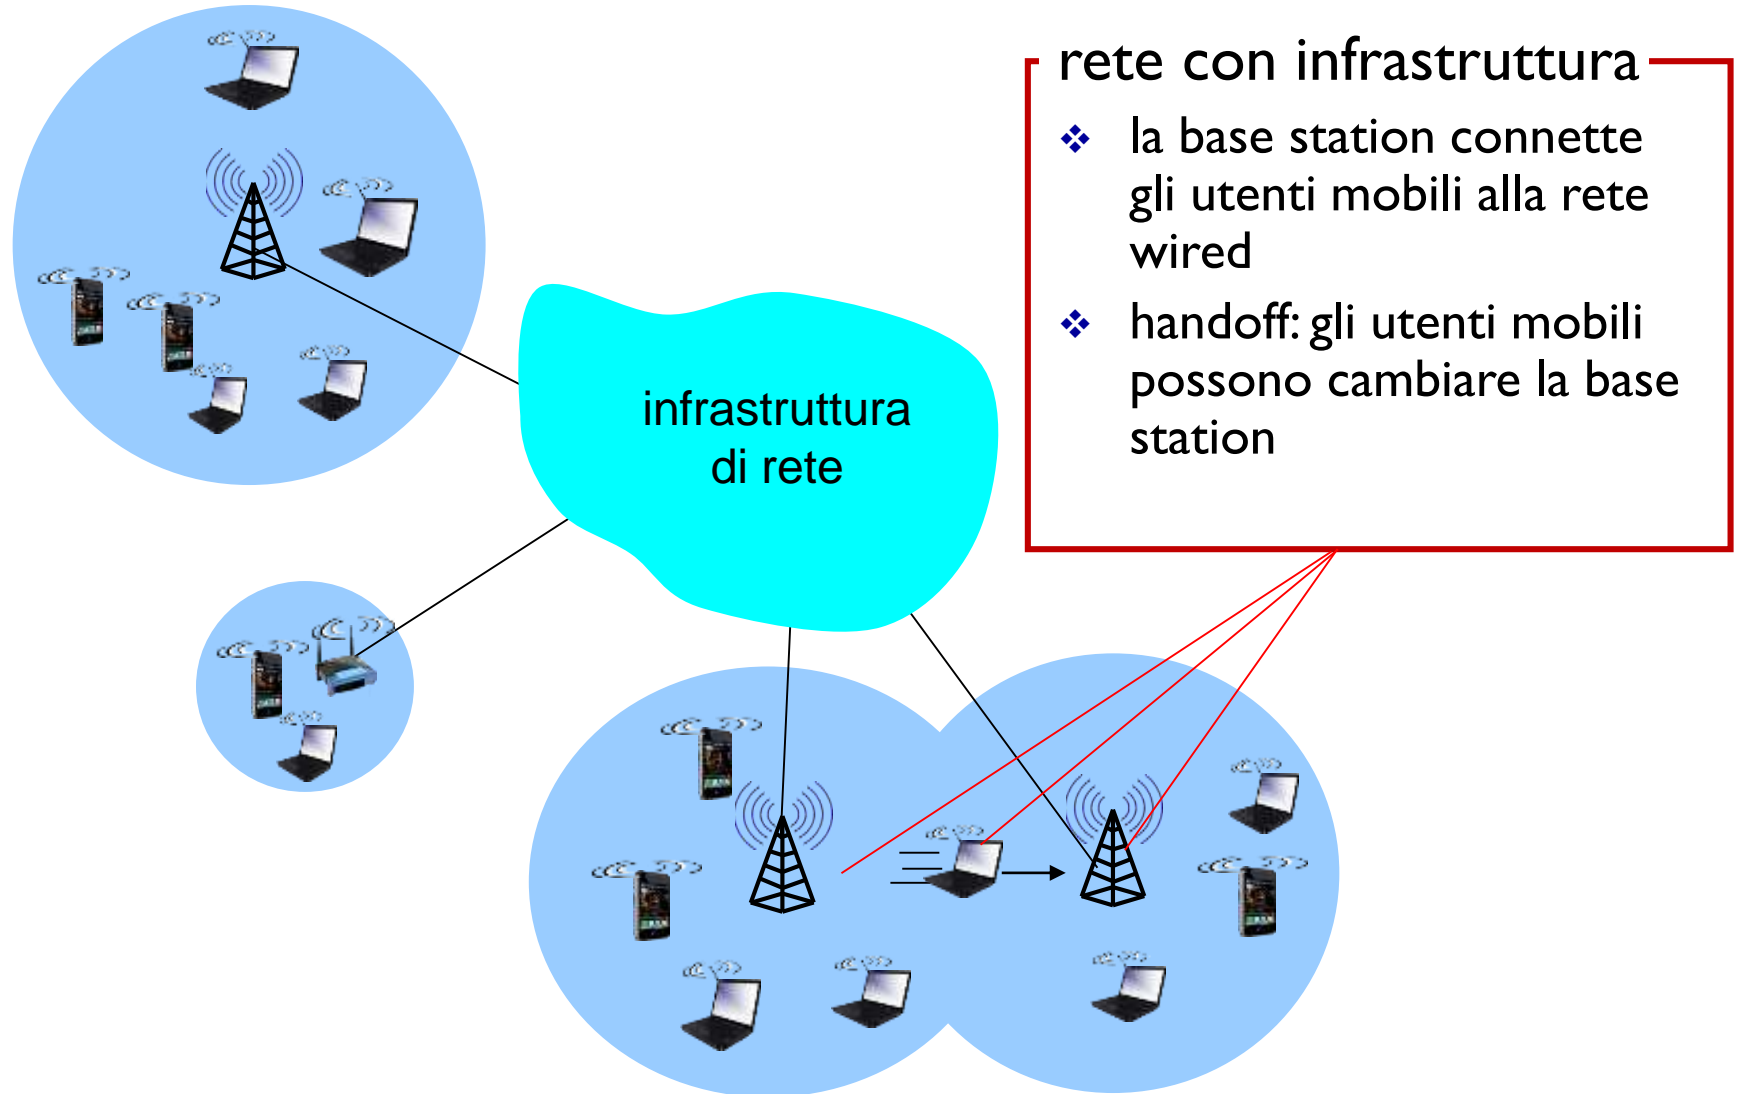 rete con infrastruttura
❖ la base station connette
gli utenti mobili alla rete
wired
❖ handoff: gli utenti mobili
possono cambiare la base
station
infrastruttura
di rete